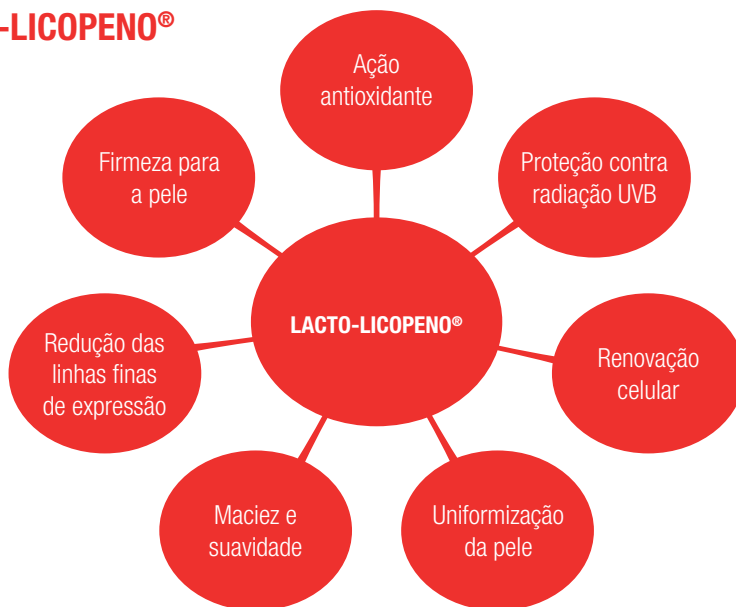 -LICOPENO®
Ação
antioxidante
Proteção contra
radiação UVB
Renovação
celular
Uniformização
da pele
Maciez e
suavidade
Redução das
linhas finas
de expressão
Firmeza para
a pele
LACTO-LICOPENO®